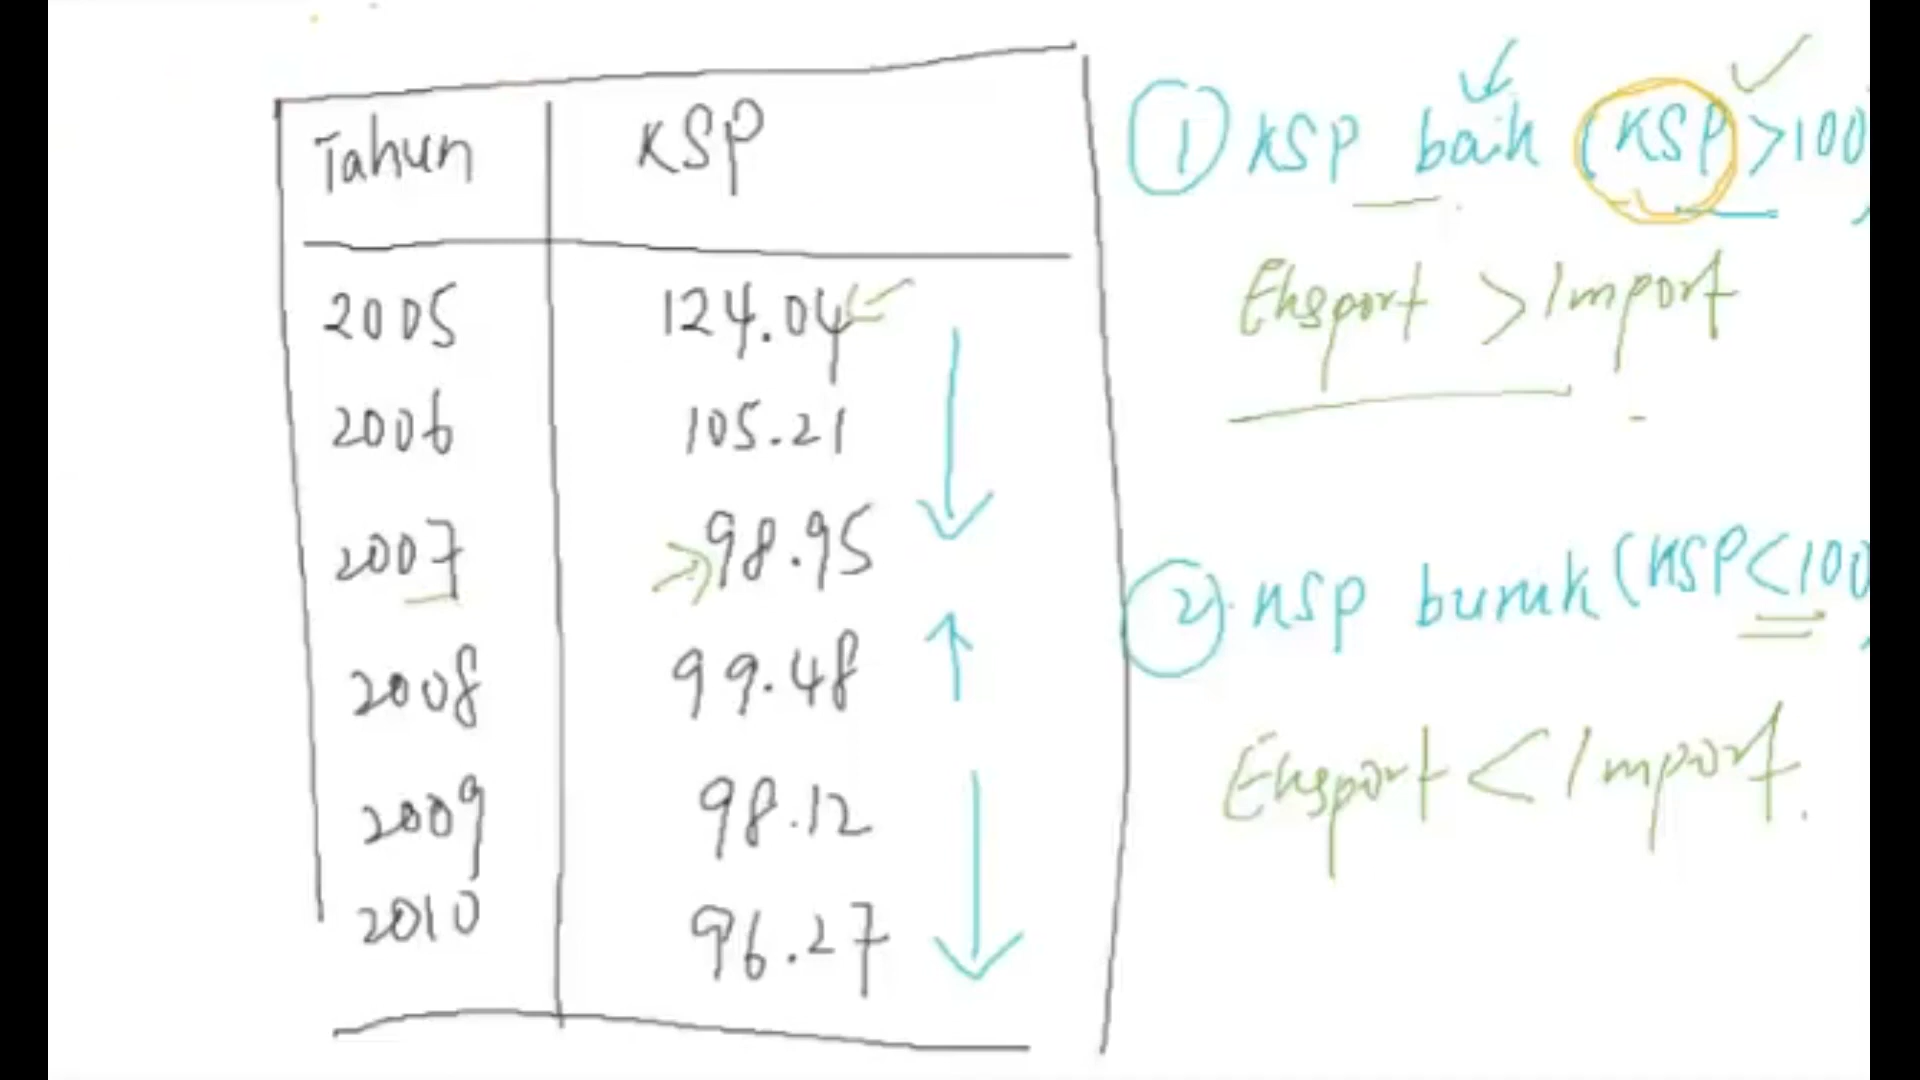 Tahun KSP
2005 124.04
2006 105.21
2007 98.95
2008 99.48
2009 98.12
2010 96.27
1 KSP baik (KSP >100)
Eksport > Import
2. KSP buruk (KSP<100)
Eksport < Import.